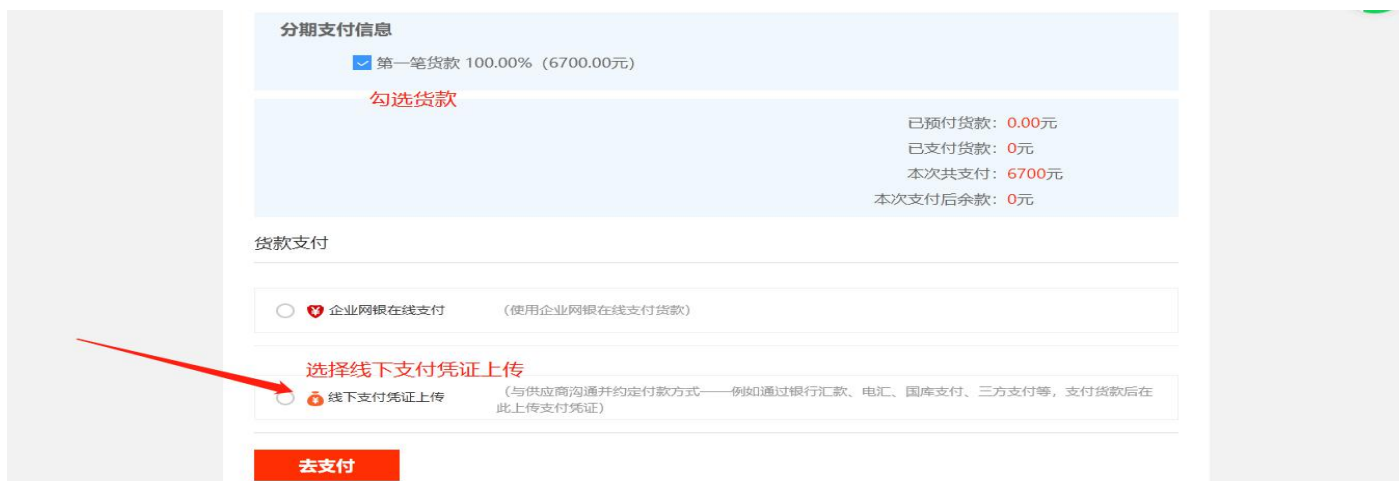 分期支付信息
第一笔货款 100.00%（6700.00元）
勾选货款
已预付货款：0.00元
已支付货款：0元
本次共支付：6700元
本次支付后余款：0元
货款支付
企业网银在线支付 （使用企业网银在线支付货款）
选择线下支付凭证上传
线下支付凭证上传 （与供应商沟通并约定付款方式——例如通过银行汇款、电汇、国库支付、三方支付等，支付货款后在
此上传支付凭证）
去支付